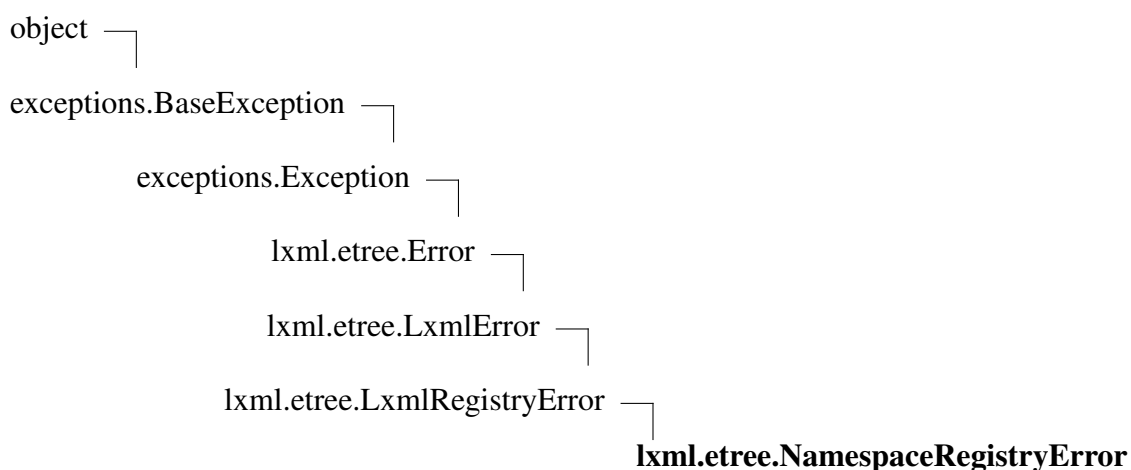 object
exceptions.BaseException
exceptions.Exception
lxml.etree.Error
lxml.etree.LxmlError
lxml.etree.LxmlRegistryError
lxml.etree.NamespaceRegistryError